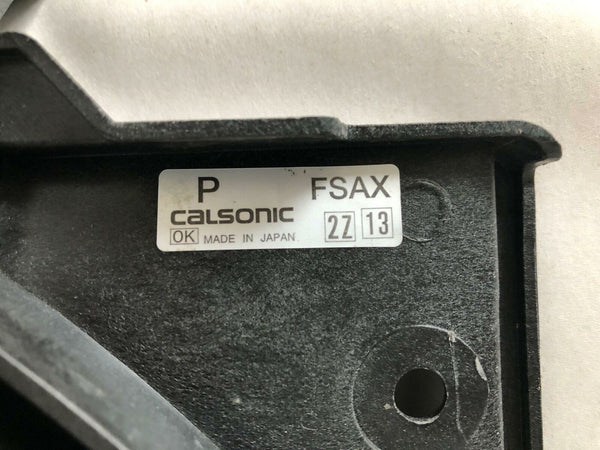 P FSAX
CALSONIC
OK MADE IN JAPAN 2Z 13